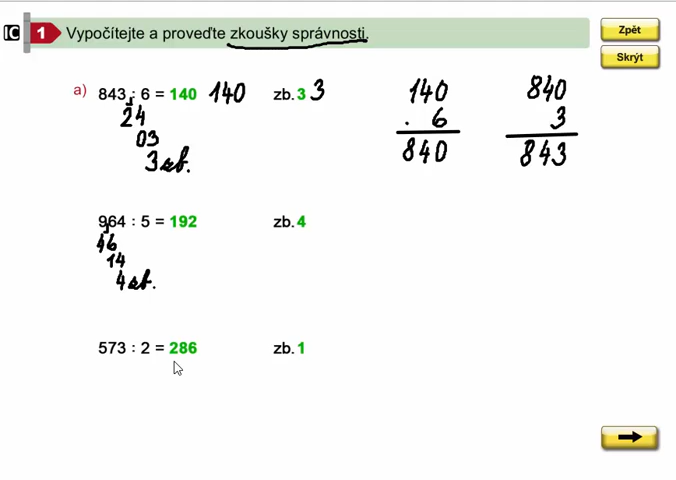 IC 1 Vypočítejte a proveďte zkoušky správnosti.
Zpět
Skrýt
a) 843 : 6 = 140 140 zb. 3 3
24
03
3 zb.
140
. 6
840
840
3
843
964 : 5 = 192 zb. 4
46
14
4 zb.
573 : 2 = 286 zb. 1